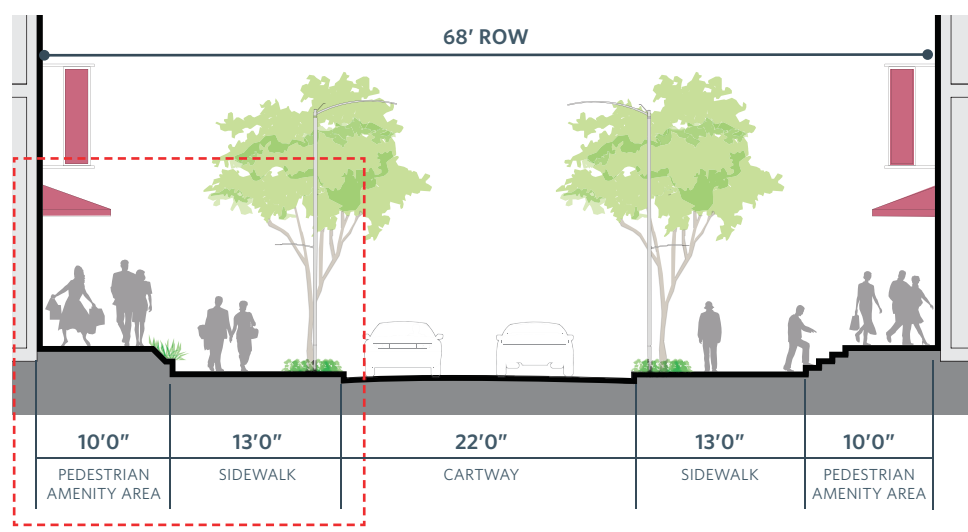 68’ ROW
10’0”
13’0”
22’0”
13’0”
10’0”
PEDESTRIAN
AMENITY AREA
SIDEWALK
CARTWAY
SIDEWALK
PEDESTRIAN
AMENITY AREA